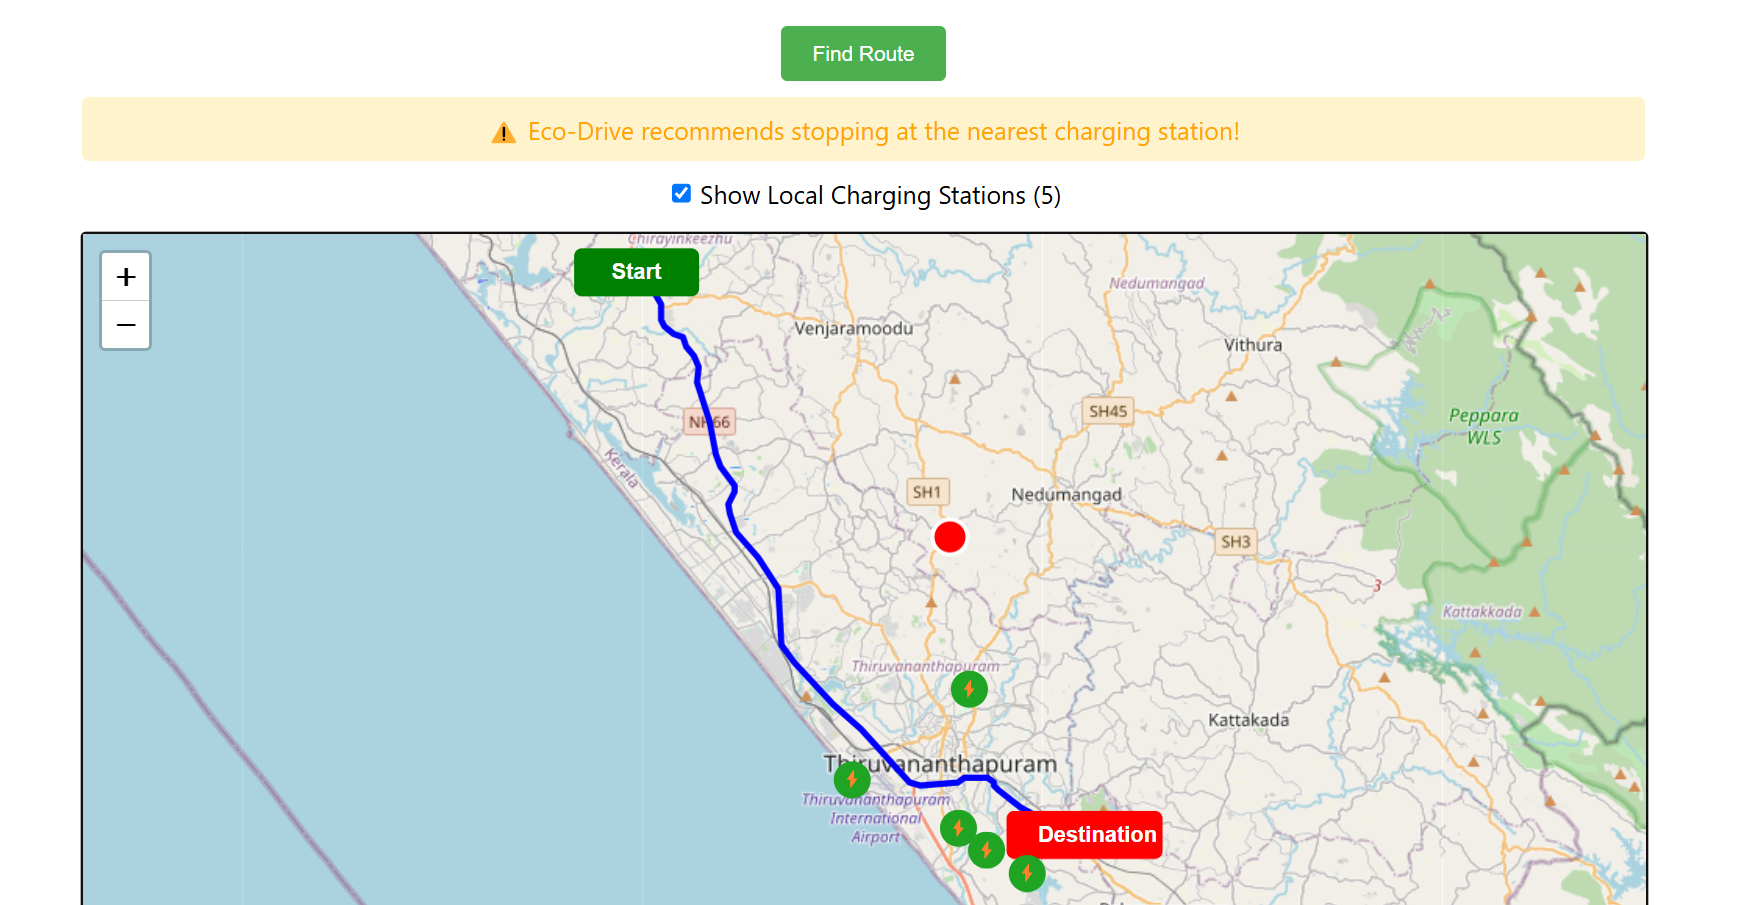 Find Route
⚠ Eco-Drive recommends stopping at the nearest charging station!
Show Local Charging Stations (5)
+
−
Chirayinkeezhu
Start
Nedumangad
Venjaramoodu
Vithura
SH45
Peppara
WLS
NH66
Kerala
SH1
Nedumangad
SH3
3
Kattakkada
Thiruvananthapuram
Kattakada
Thiruvananthapuram
Thiruvananthapuram
International
Airport
Destination